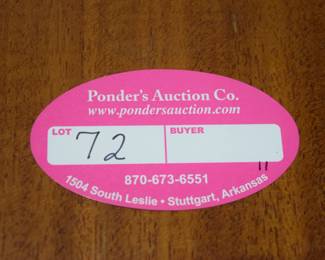 Ponder's Auction Co.
www.pondersauction.com
LOT 72 BUYER
870-673-6551
1504 South Leslie • Stuttgart, Arkansas